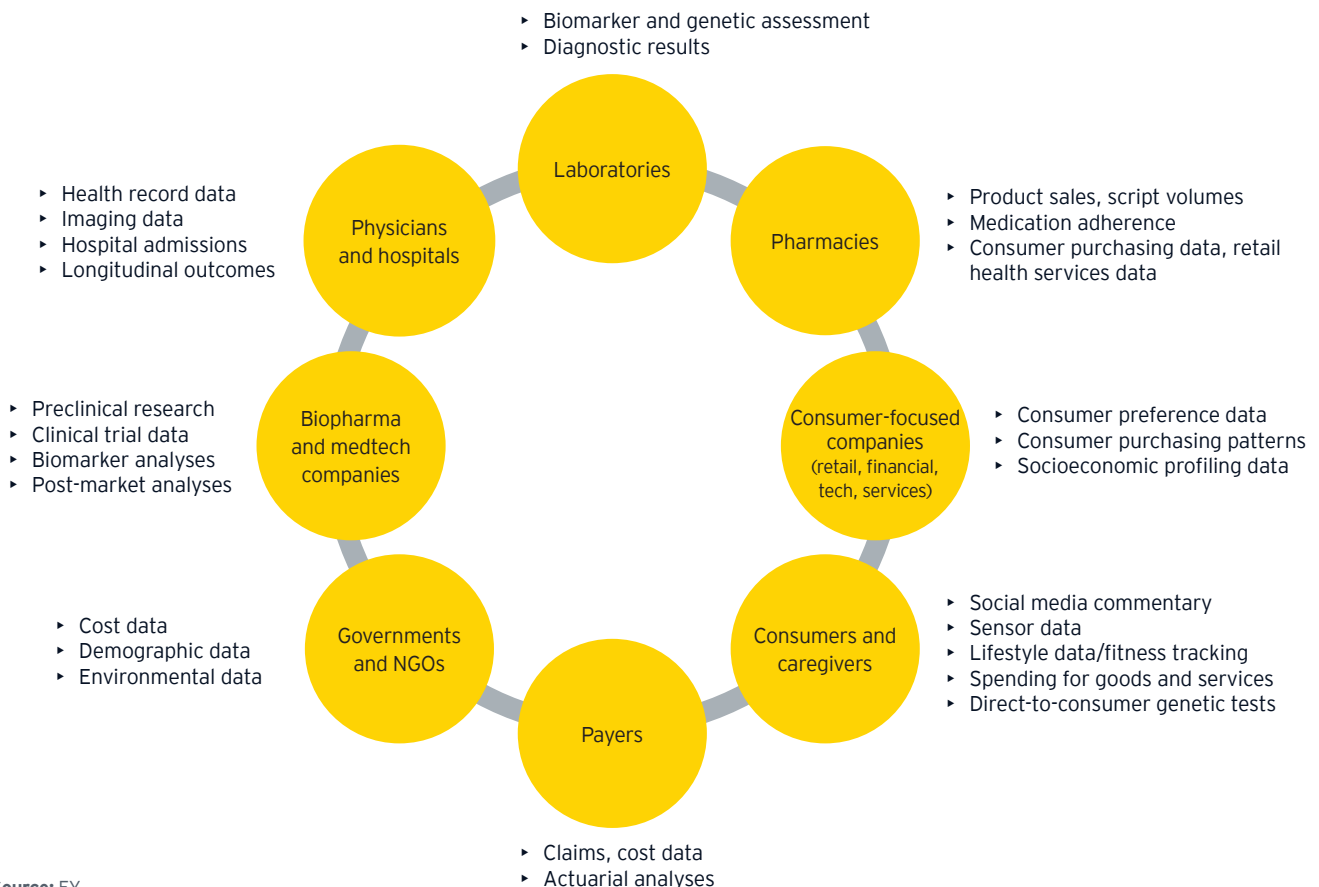 ▸ Biomarker and genetic assessment
▸ Diagnostic results
Laboratories
▸ Health record data
▸ Imaging data
▸ Hospital admissions
▸ Longitudinal outcomes
Physicians
and hospitals
Pharmacies
▸ Product sales, script volumes
▸ Medication adherence
▸ Consumer purchasing data, retail
health services data
▸ Preclinical research
▸ Clinical trial data
▸ Biomarker analyses
▸ Post-market analyses
Biopharma
and medtech
companies
Consumer-focused
companies
(retail, financial,
tech, services)
▸ Consumer preference data
▸ Consumer purchasing patterns
▸ Socioeconomic profiling data
▸ Cost data
▸ Demographic data
▸ Environmental data
Governments
and NGOs
Consumers and
caregivers
▸ Social media commentary
▸ Sensor data
▸ Lifestyle data/fitness tracking
▸ Spending for goods and services
▸ Direct-to-consumer genetic tests
Payers
▸ Claims, cost data
▸ Actuarial analyses